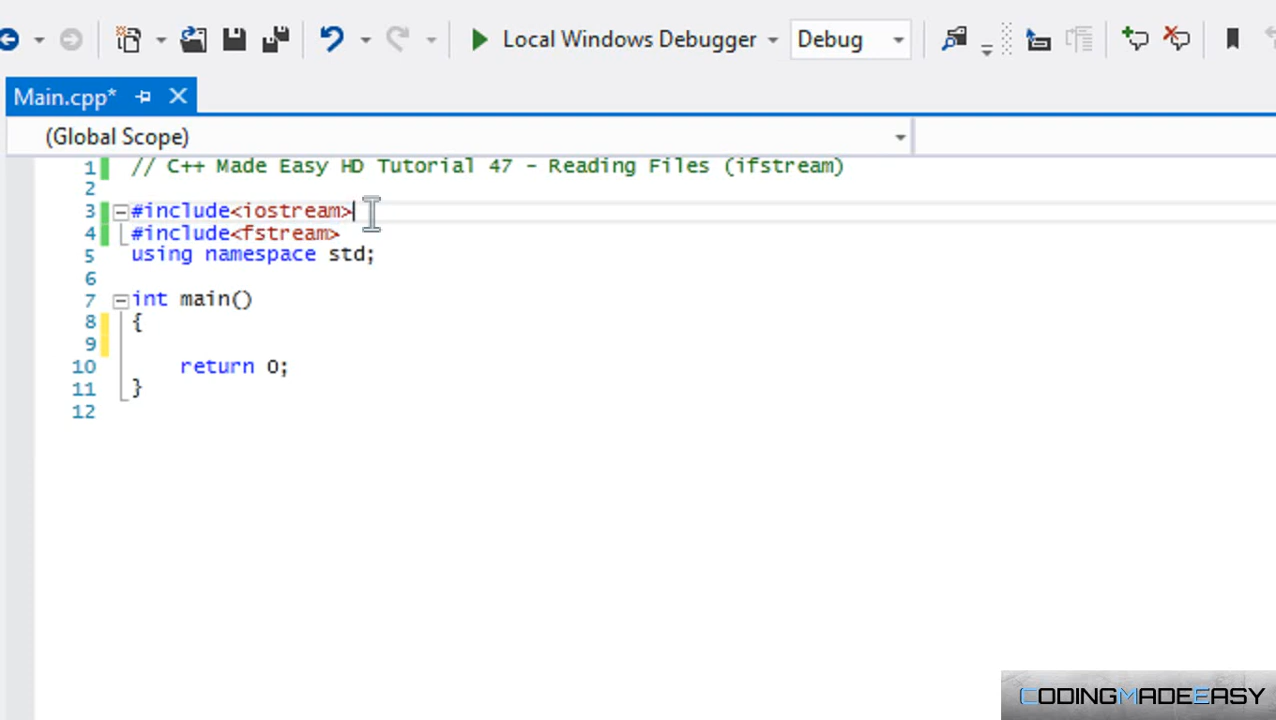 Local Windows Debugger Debug
Main.cpp*
(Global Scope)
1 // C++ Made Easy HD Tutorial 47 - Reading Files (ifstream)
2
3 #include<iostream>
4 #include<fstream>
5 using namespace std;
6
7 int main()
8 {
9
10 return 0;
11 }
12
CODINGMADEEASY